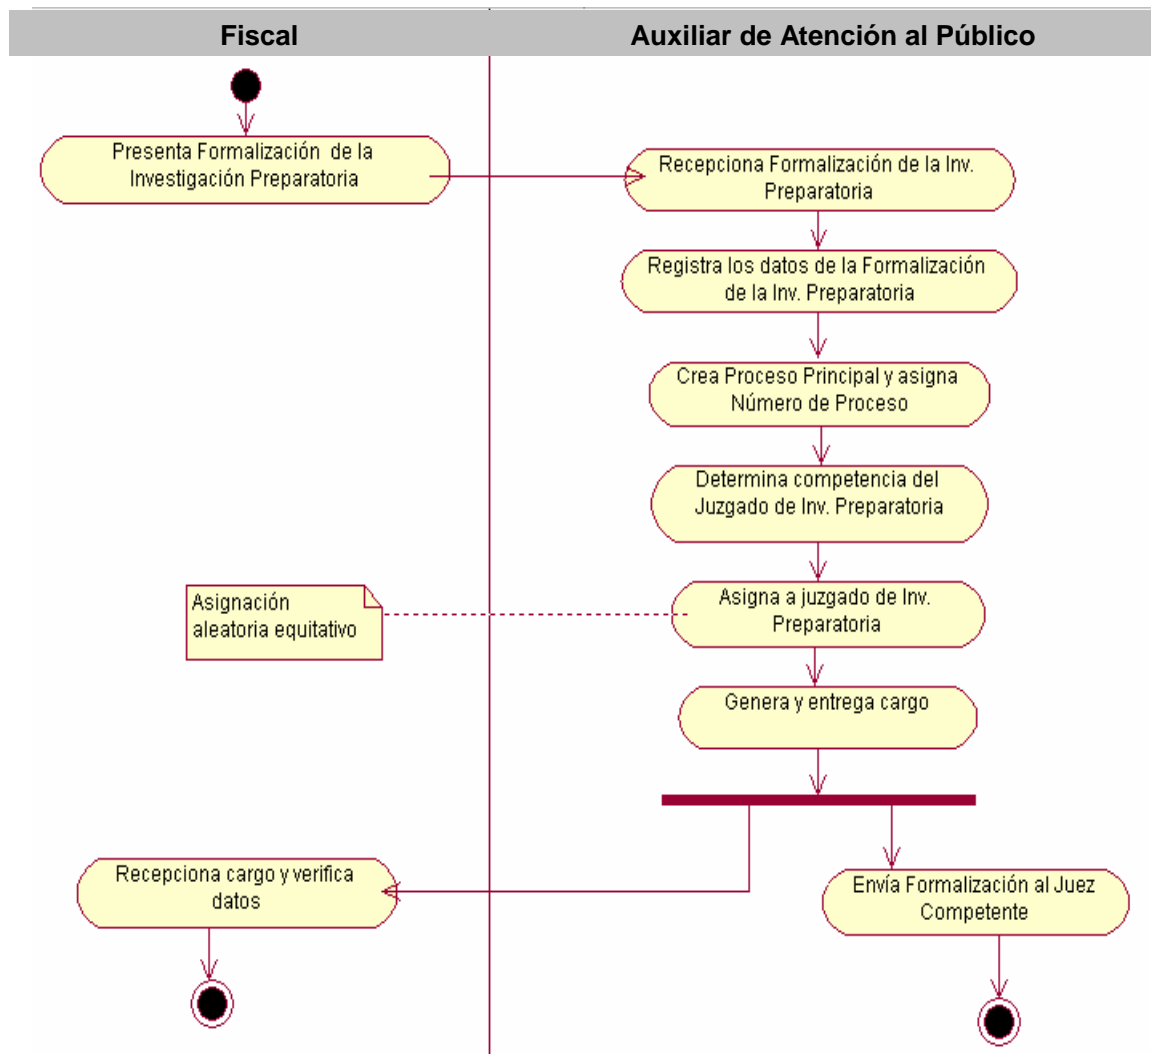 Fiscal
Auxiliar de Atención al Público
Presenta Formalización de la
Investigación Preparatoria
Recepciona Formalización de la Inv.
Preparatoria
Registra los datos de la Formalización
de la Inv. Preparatoria
Crea Proceso Principal y asigna
Número de Proceso
Determina competencia del
Juzgado de Inv. Preparatoria
Asignación
aleatoria equitativo
Asigna a juzgado de Inv.
Preparatoria
Genera y entrega cargo
Recepciona cargo y verifica
datos
Envía Formalización al Juez
Competente